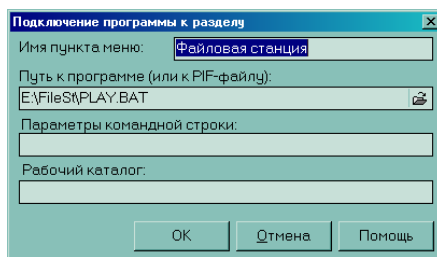 Подключение программы к разделу
Имя пункта меню: Файловая станция
Путь к программе (или к PIF-файлу):
E:\FileSt\PLAY.BAT
Параметры командной строки:
Рабочий каталог:
OK Отмена Помощь